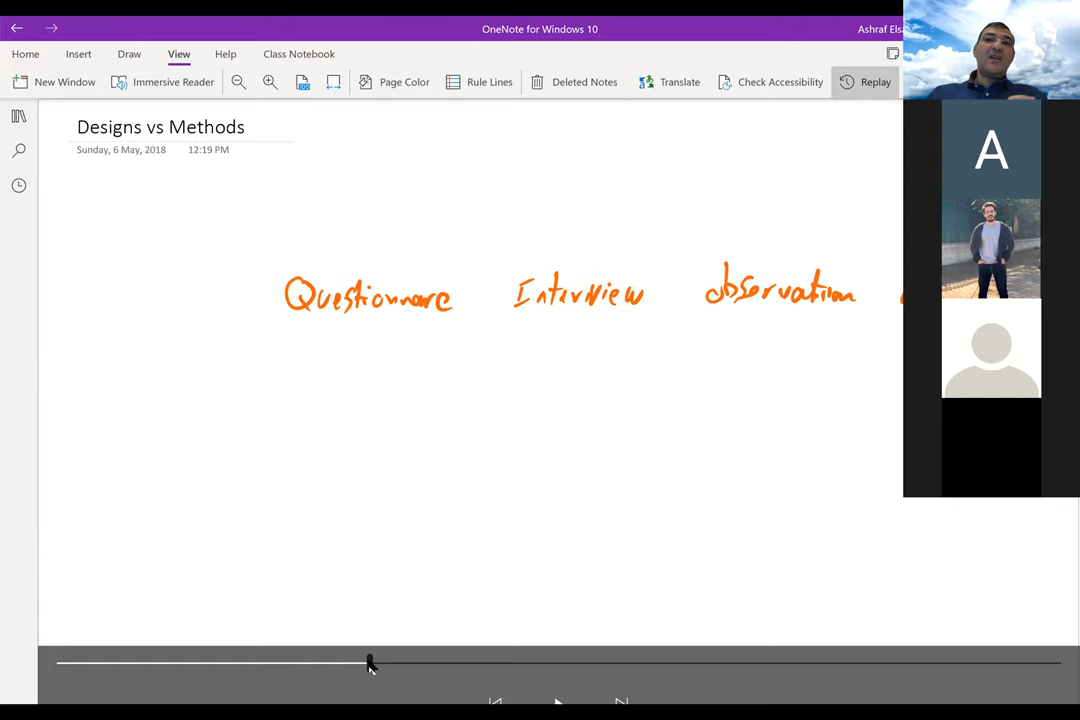 OneNote for Windows 10
Ashraf Elsa
Home Insert Draw View Help Class Notebook
New Window Immersive Reader Page Color Rule Lines Deleted Notes Translate Check Accessibility Replay
Designs vs Methods
Sunday, 6 May, 2018 12:19 PM
A
Questionnare Interview observation